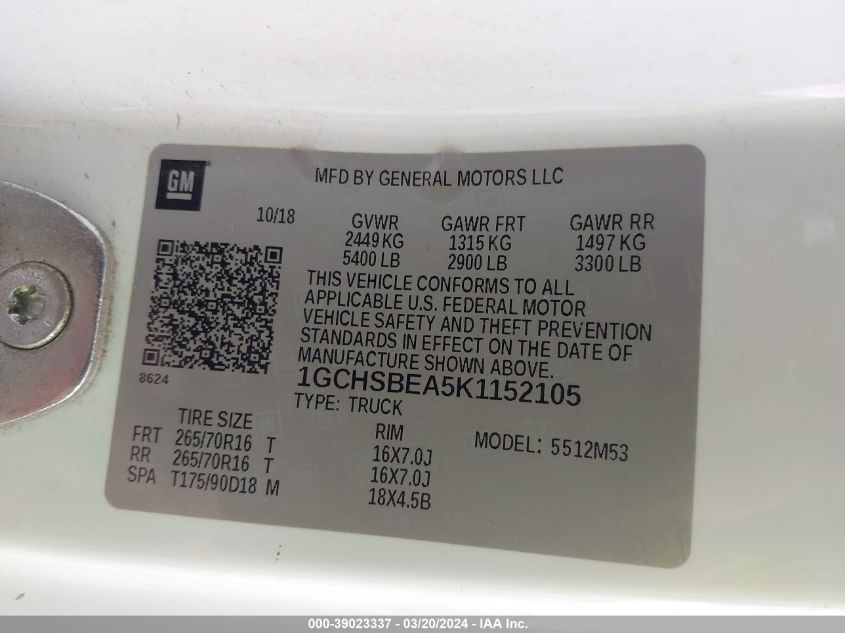 GM
MFD BY GENERAL MOTORS LLC
10/18 GVWR GAWR FRT GAWR RR
2449 KG 1315 KG 1497 KG
5400 LB 2900 LB 3300 LB
THIS VEHICLE CONFORMS TO ALL
APPLICABLE U.S. FEDERAL MOTOR
VEHICLE SAFETY AND THEFT PREVENTION
STANDARDS IN EFFECT ON THE DATE OF
MANUFACTURE SHOWN ABOVE.
8624
1GCHSBEA5K1152105
TYPE: TRUCK
TIRE SIZE RIM MODEL: 5512M53
FRT 265/70R16 T 16X7.0J
RR 265/70R16 T 16X7.0J
SPA T175/90D18 M 18X4.5B
000-39023337 - 03/20/2024 - IAA Inc.